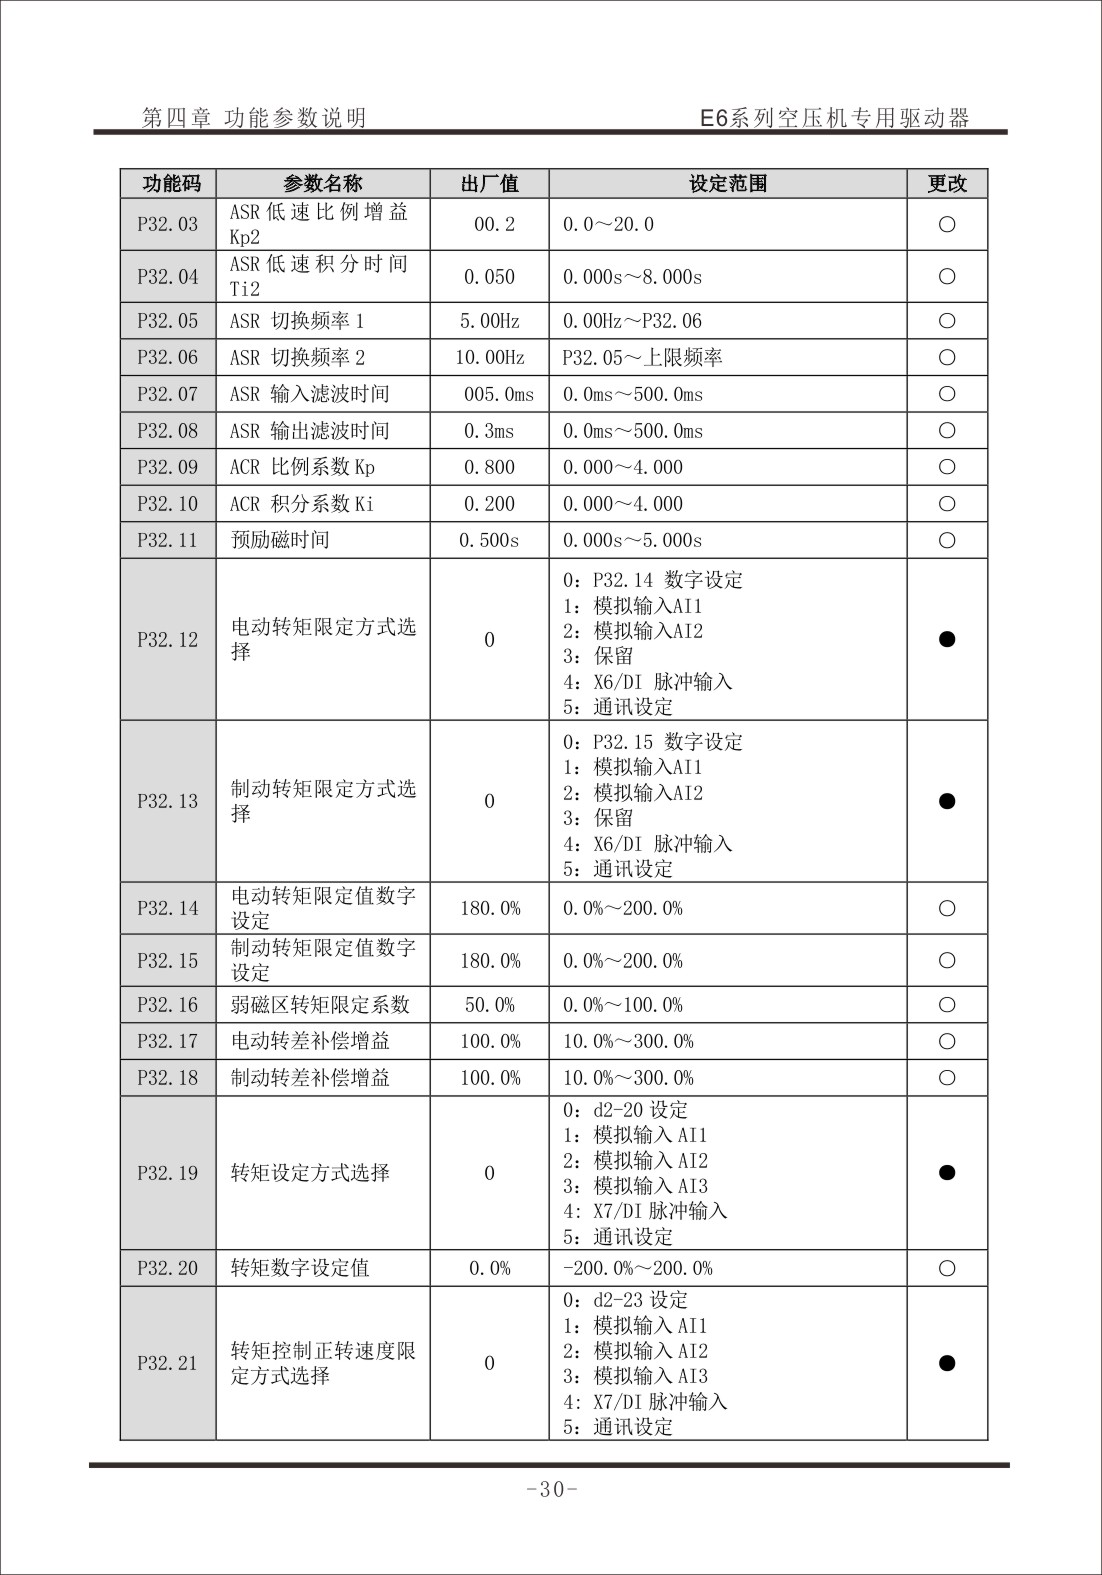 第四章 功能参数说明 E6系列空压机专用驱动器
功能码 参数名称 出厂值 设定范围 更改
P32.03 ASR低速比例增益 Kp2 00.2 0.0～20.0 ○
P32.04 ASR低速积分时间 Ti2 0.050 0.000s～8.000s ○
P32.05 ASR 切换频率1 5.00Hz 0.00Hz～P32.06 ○
P32.06 ASR 切换频率2 10.00Hz P32.05～上限频率 ○
P32.07 ASR 输入滤波时间 005.0ms 0.0ms～500.0ms ○
P32.08 ASR 输出滤波时间 0.3ms 0.0ms～500.0ms ○
P32.09 ACR 比例系数Kp 0.800 0.000～4.000 ○
P32.10 ACR 积分系数Ki 0.200 0.000～4.000 ○
P32.11 预励磁时间 0.500s 0.000s～5.000s ○
P32.12 电动转矩限定方式选择 0
0：P32.14 数字设定
1：模拟输入AI1
2：模拟输入AI2
3：保留
4：X6/DI 脉冲输入
5：通讯设定
●
P32.13 制动转矩限定方式选择 0
0：P32.15 数字设定
1：模拟输入AI1
2：模拟输入AI2
3：保留
4：X6/DI 脉冲输入
5：通讯设定
●
P32.14 电动转矩限定值数字设定 180.0% 0.0%～200.0% ○
P32.15 制动转矩限定值数字设定 180.0% 0.0%～200.0% ○
P32.16 弱磁区转矩限定系数 50.0% 0.0%～100.0% ○
P32.17 电动转差补偿增益 100.0% 10.0%～300.0% ○
P32.18 制动转差补偿增益 100.0% 10.0%～300.0% ○
P32.19 转矩设定方式选择 0
0：d2-20 设定
1：模拟输入 AI1
2：模拟输入 AI2
3：模拟输入 AI3
4: X7/DI 脉冲输入
5：通讯设定
●
P32.20 转矩数字设定值 0.0% -200.0%～200.0% ○
P32.21 转矩控制正转速度限定方式选择 0
0：d2-23 设定
1：模拟输入 AI1
2：模拟输入 AI2
3：模拟输入 AI3
4: X7/DI 脉冲输入
5：通讯设定
●
-30-